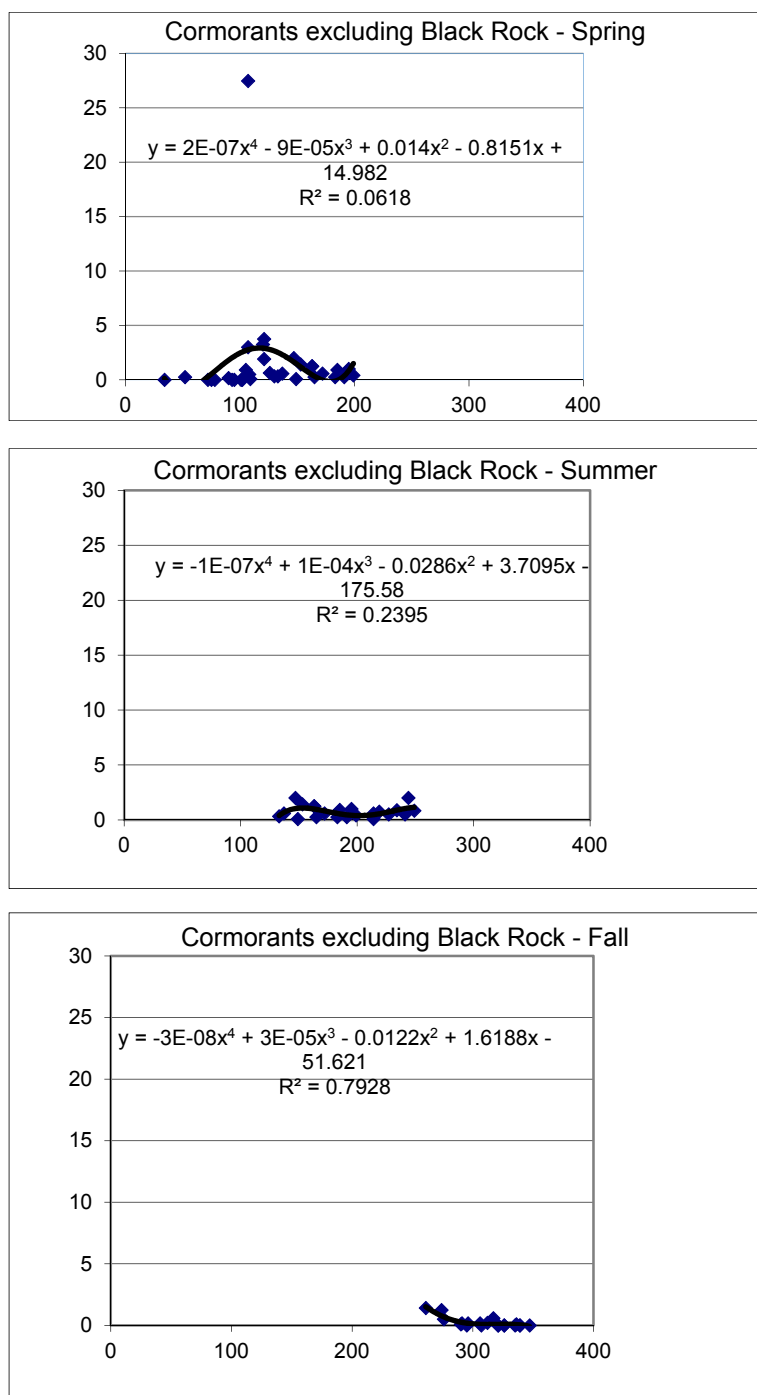 Cormorants excluding Black Rock - Spring
30
25
20
15
10
5
0
y = 2E-07x⁴ - 9E-05x³ + 0.014x² - 0.8151x +
14.982
R² = 0.0618
0 100 200 300 400
Cormorants excluding Black Rock - Summer
30
25
20
15
10
5
0
y = -1E-07x⁴ + 1E-04x³ - 0.0286x² + 3.7095x -
175.58
R² = 0.2395
0 100 200 300 400
Cormorants excluding Black Rock - Fall
30
25
20
15
10
5
0
y = -3E-08x⁴ + 3E-05x³ - 0.0122x² + 1.6188x -
51.621
R² = 0.7928
0 100 200 300 400